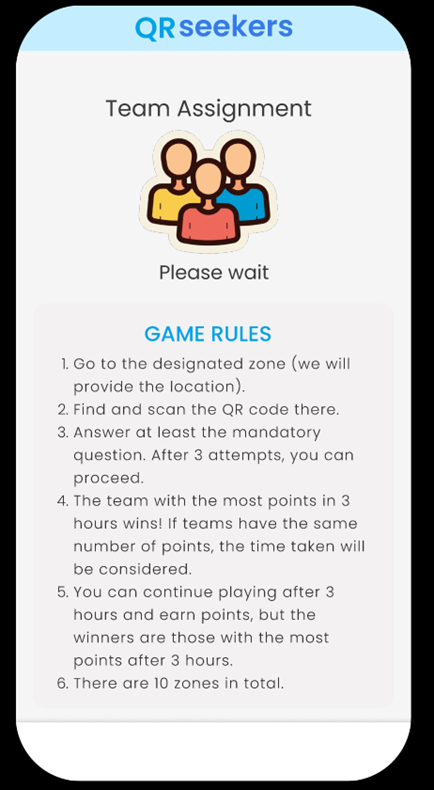 QRseekers
Team Assignment
Please wait
GAME RULES
1. Go to the designated zone (we will
provide the location).
2. Find and scan the QR code there.
3. Answer at least the mandatory
question. After 3 attempts, you can
proceed.
4. The team with the most points in 3
hours wins! If teams have the same
number of points, the time taken will
be considered.
5. You can continue playing after 3
hours and earn points, but the
winners are those with the most
points after 3 hours.
6. There are 10 zones in total.